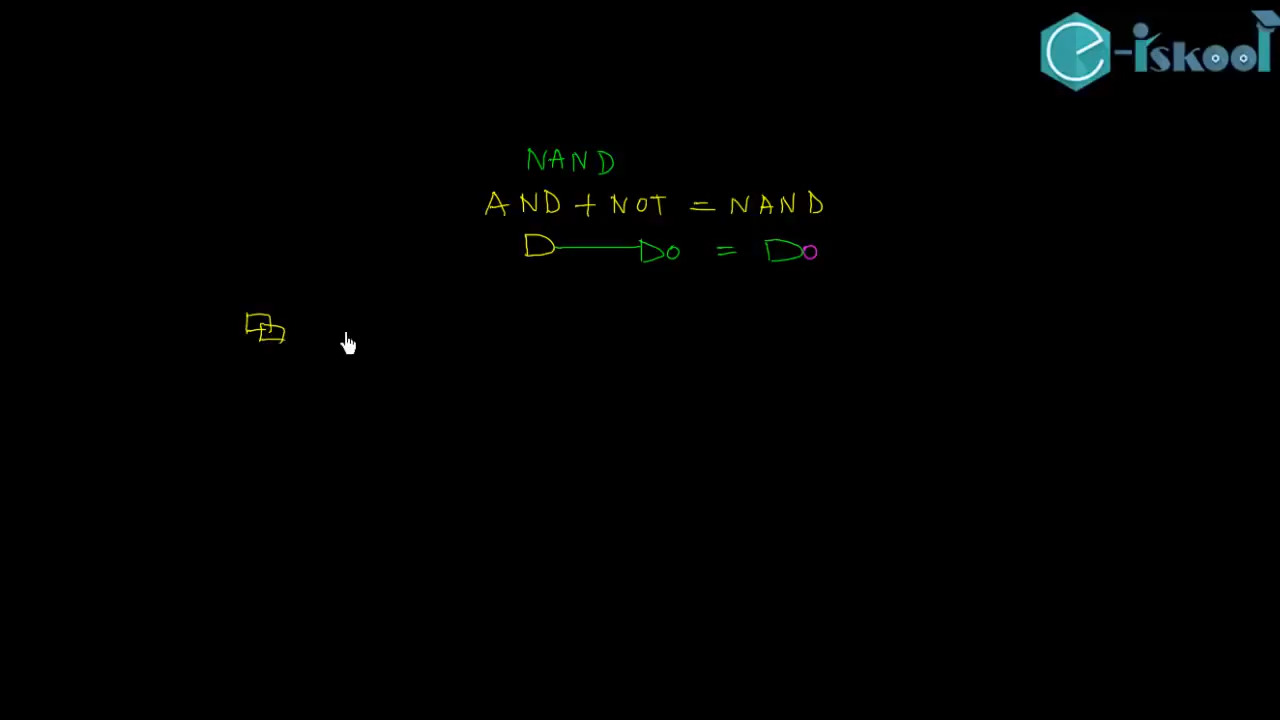 e-iskool
NAND
AND + NOT = NAND
=